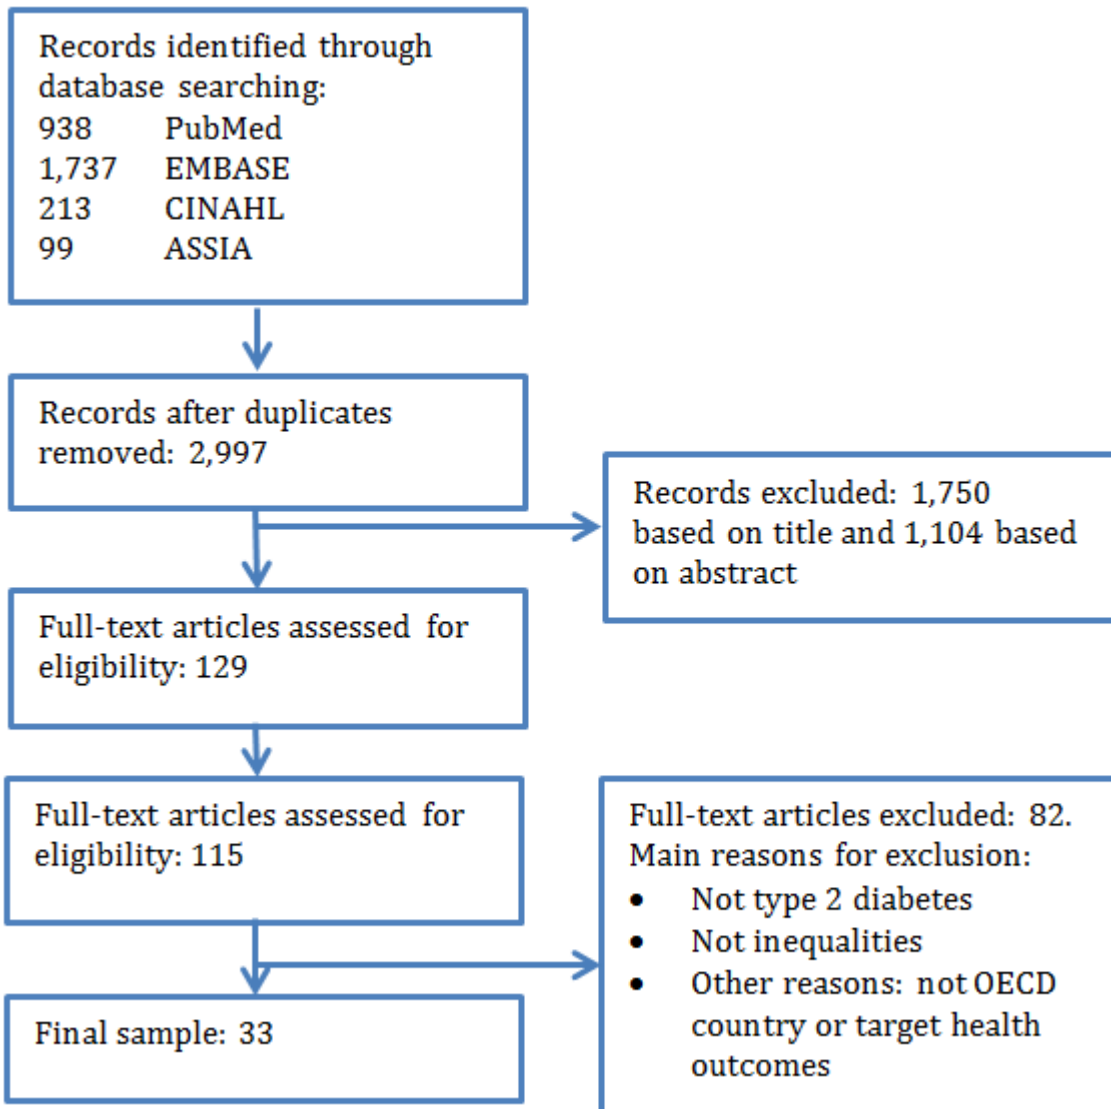 Records identified through
database searching:
938 PubMed
1,737 EMBASE
213 CINAHL
99 ASSIA
Records after duplicates
removed: 2,997
Records excluded: 1,750
based on title and 1,104 based
on abstract
Full-text articles assessed for
eligibility: 129
Full-text articles assessed for
eligibility: 115
Full-text articles excluded: 82.
Main reasons for exclusion:
• Not type 2 diabetes
• Not inequalities
• Other reasons: not OECD
country or target health
outcomes
Final sample: 33